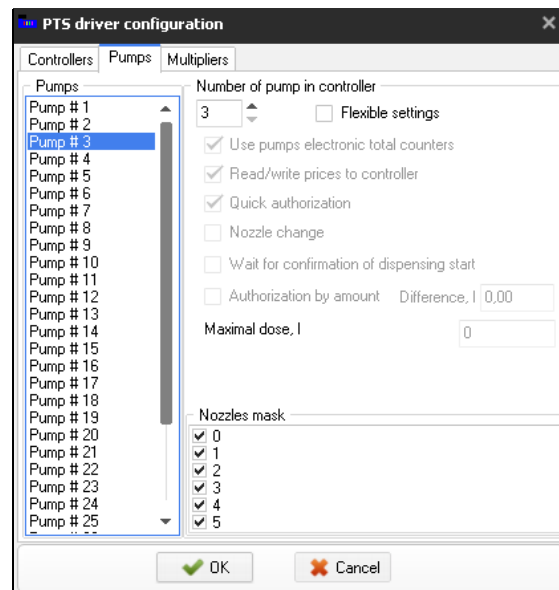 PTS driver configuration
Controllers Pumps Multipliers
Pumps
Pump # 1
Pump # 2
Pump # 3
Pump # 4
Pump # 5
Pump # 6
Pump # 7
Pump # 8
Pump # 9
Pump # 10
Pump # 11
Pump # 12
Pump # 13
Pump # 14
Pump # 15
Pump # 16
Pump # 17
Pump # 18
Pump # 19
Pump # 20
Pump # 21
Pump # 22
Pump # 23
Pump # 24
Pump # 25
Number of pump in controller
3 Flexible settings
Use pumps electronic total counters
Read/write prices to controller
Quick authorization
Nozzle change
Wait for confirmation of dispensing start
Authorization by amount Difference, l 0,00
Maximal dose, l 0
Nozzles mask
0
1
2
3
4
5
OK Cancel